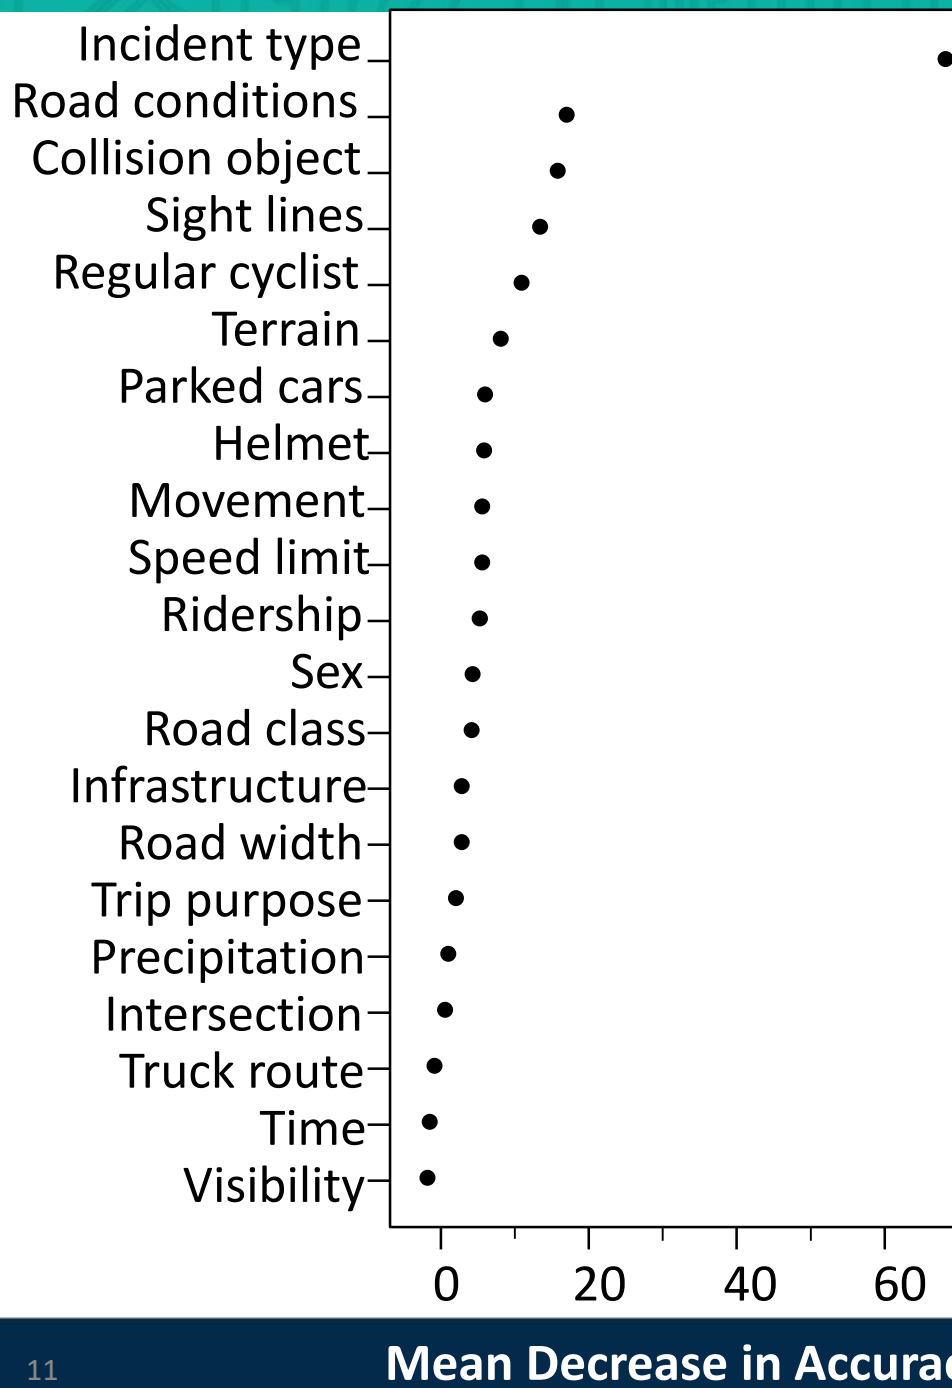 Incident type
Road conditions
Collision object
Sight lines
Regular cyclist
Terrain
Parked cars
Helmet
Movement
Speed limit
Ridership
Sex
Road class
Infrastructure
Road width
Trip purpose
Precipitation
Intersection
Truck route
Time
Visibility
0 20 40 60
11 Mean Decrease in